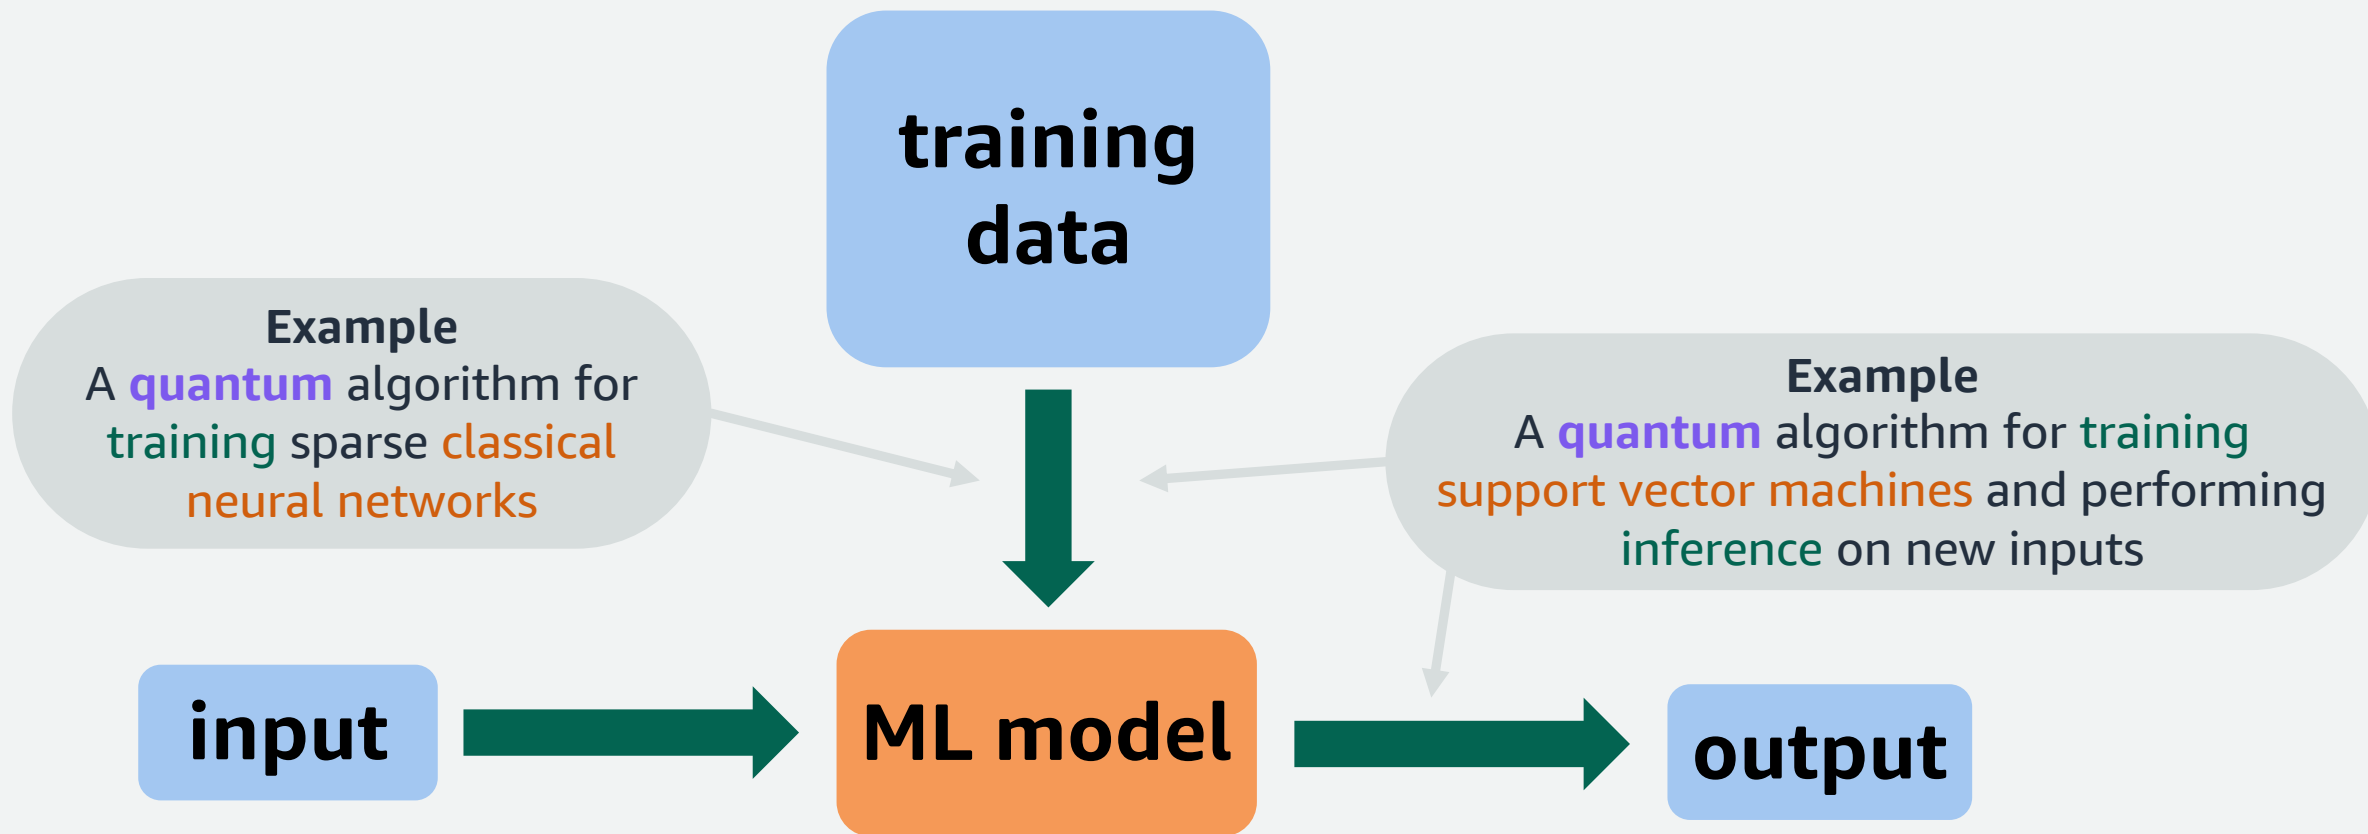 training
data
Example
A quantum algorithm for
training sparse classical
neural networks
Example
A quantum algorithm for training
support vector machines and performing
inference on new inputs
input
ML model
output